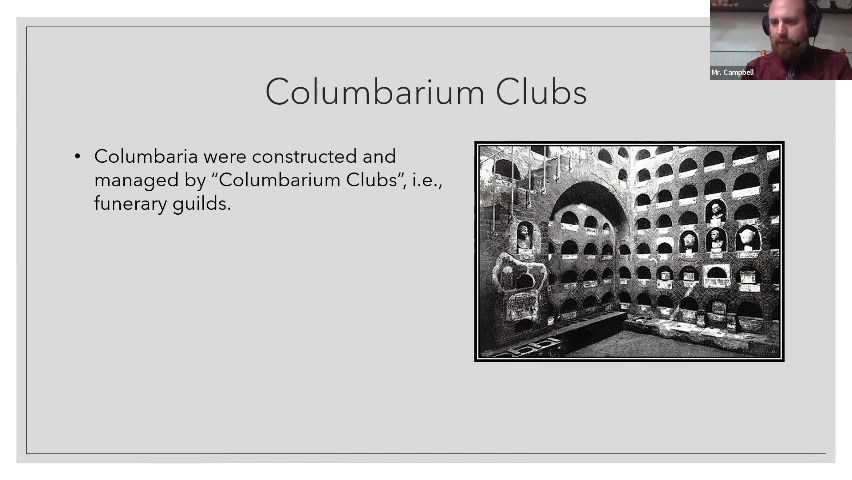 Mr. Campbell
Columbarium Clubs
• Columbaria were constructed and
managed by “Columbarium Clubs”, i.e.,
funerary guilds.